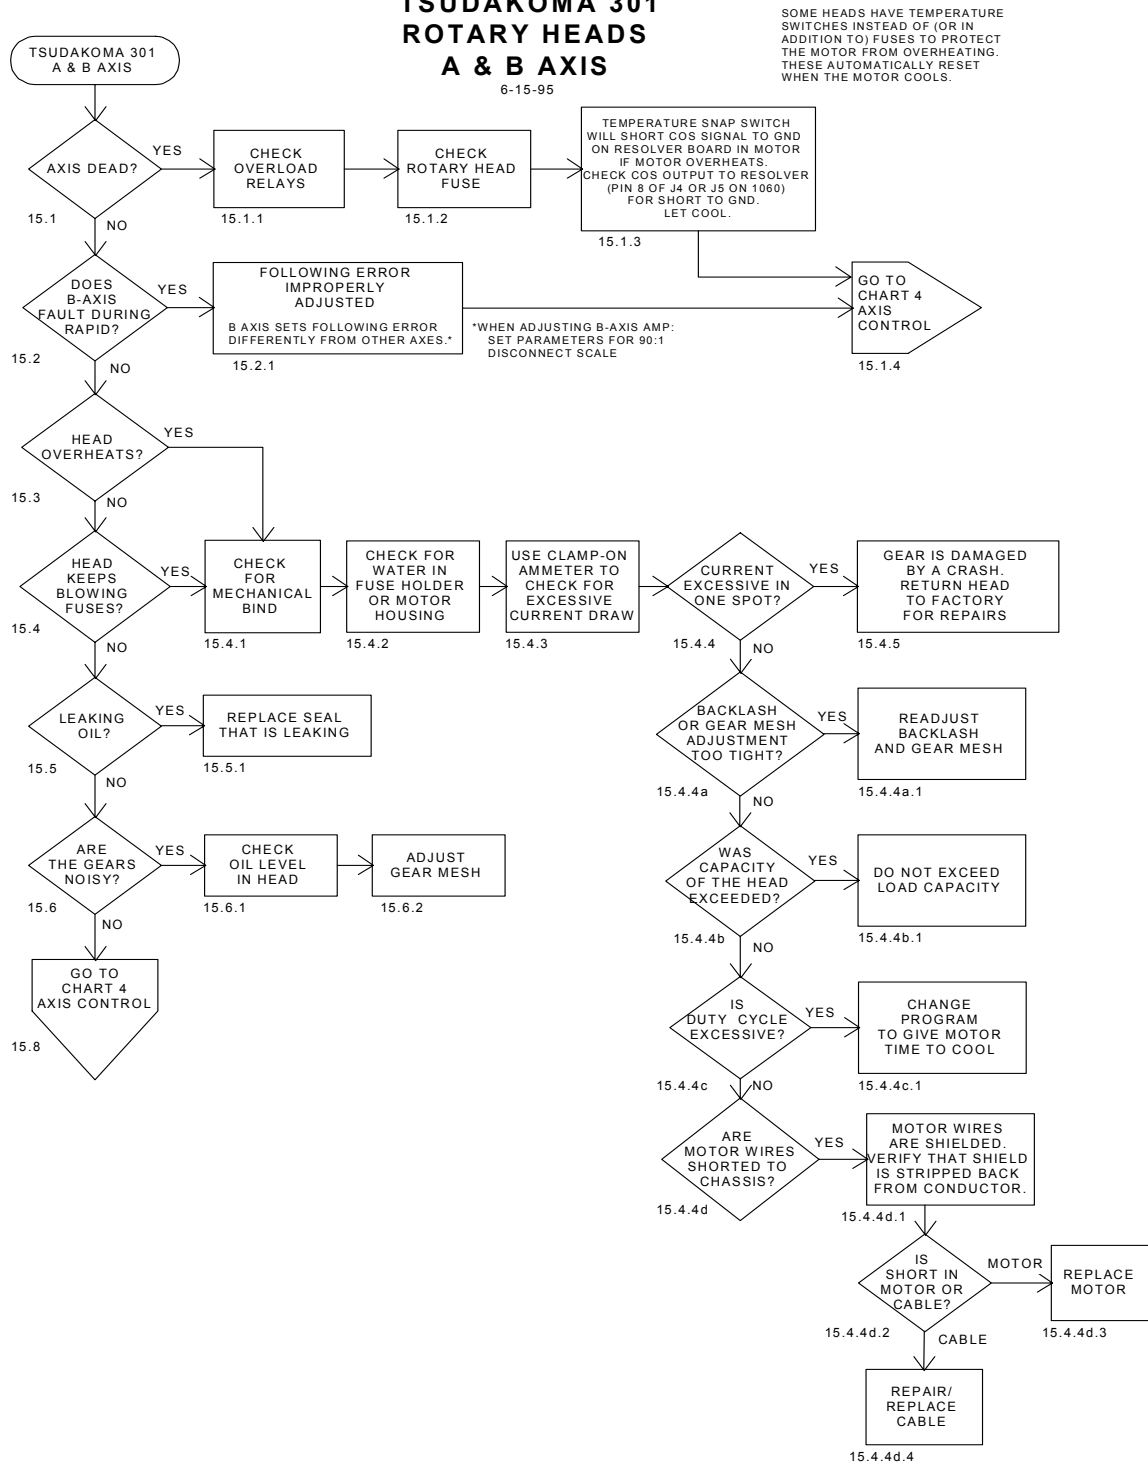 TSUDAKOMA 301
ROTARY HEADS
A & B AXIS
6-15-95
SOME HEADS HAVE TEMPERATURE
SWITCHES INSTEAD OF (OR IN
ADDITION TO) FUSES TO PROTECT
THE MOTOR FROM OVERHEATING.
THESE AUTOMATICALLY RESET
WHEN THE MOTOR COOLS.
TSUDAKOMA 301
A & B AXIS
AXIS DEAD?
YES
15.1
NO
CHECK
OVERLOAD
RELAYS
15.1.1
CHECK
ROTARY HEAD
FUSE
15.1.2
TEMPERATURE SNAP SWITCH
WILL SHORT COS SIGNAL TO GND
ON RESOLVER BOARD IN MOTOR
IF MOTOR OVERHEATS.
CHECK COS OUTPUT TO RESOLVER
(PIN 8 OF J4 OR J5 ON 1060)
FOR SHORT TO GND.
LET COOL.
15.1.3
DOES
B-AXIS
FAULT DURING
RAPID?
YES
15.2
NO
FOLLOWING ERROR
IMPROPERLY
ADJUSTED
B AXIS SETS FOLLOWING ERROR
DIFFERENTLY FROM OTHER AXES.*
15.2.1
*WHEN ADJUSTING B-AXIS AMP:
SET PARAMETERS FOR 90:1
DISCONNECT SCALE
GO TO
CHART 4
AXIS
CONTROL
15.1.4
HEAD
OVERHEATS?
YES
15.3
NO
HEAD
KEEPS
BLOWING
FUSES?
YES
15.4
NO
CHECK
FOR
MECHANICAL
BIND
15.4.1
CHECK FOR
WATER IN
FUSE HOLDER
OR MOTOR
HOUSING
15.4.2
USE CLAMP-ON
AMMETER TO
CHECK FOR
EXCESSIVE
CURRENT DRAW
15.4.3
CURRENT
EXCESSIVE IN
ONE SPOT?
YES
15.4.4
NO
GEAR IS DAMAGED
BY A CRASH.
RETURN HEAD
TO FACTORY
FOR REPAIRS
15.4.5
LEAKING
OIL?
YES
15.5
NO
REPLACE SEAL
THAT IS LEAKING
15.5.1
BACKLASH
OR GEAR MESH
ADJUSTMENT
TOO TIGHT?
YES
15.4.4a
NO
READJUST
BACKLASH
AND GEAR MESH
15.4.4a.1
ARE
THE GEARS
NOISY?
YES
15.6
NO
CHECK
OIL LEVEL
IN HEAD
15.6.1
ADJUST
GEAR MESH
15.6.2
WAS
CAPACITY
OF THE HEAD
EXCEEDED?
YES
15.4.4b
NO
DO NOT EXCEED
LOAD CAPACITY
15.4.4b.1
GO TO
CHART 4
AXIS CONTROL
15.8
IS
DUTY CYCLE
EXCESSIVE?
YES
15.4.4c
NO
CHANGE
PROGRAM
TO GIVE MOTOR
TIME TO COOL
15.4.4c.1
ARE
MOTOR WIRES
SHORTED TO
CHASSIS?
YES
15.4.4d
MOTOR WIRES
ARE SHIELDED.
VERIFY THAT SHIELD
IS STRIPPED BACK
FROM CONDUCTOR.
15.4.4d.1
IS
SHORT IN
MOTOR OR
CABLE?
MOTOR
15.4.4d.2
CABLE
REPLACE
MOTOR
15.4.4d.3
REPAIR/
REPLACE
CABLE
15.4.4d.4